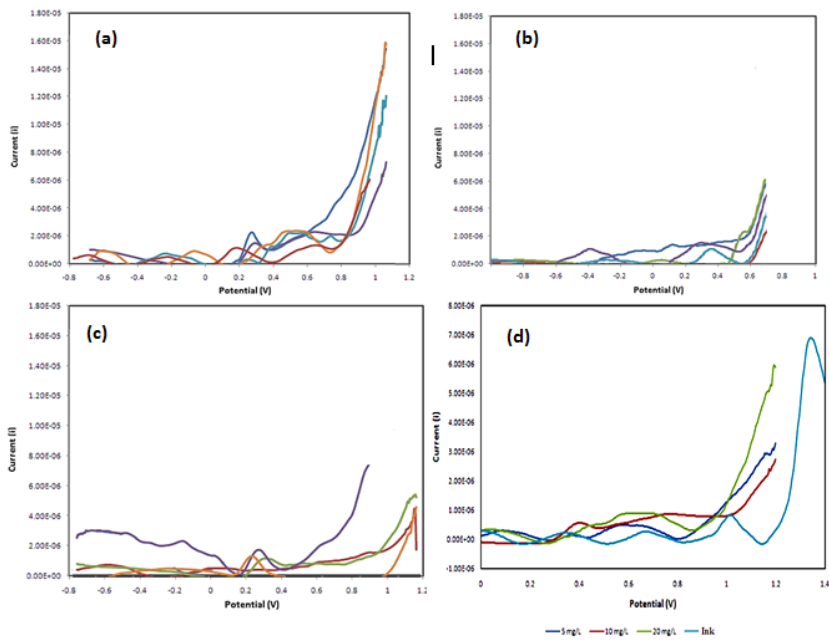 (a)
1.80E-05
1.60E-05
1.40E-05
1.20E-05
1.00E-05
8.00E-06
6.00E-06
4.00E-06
2.00E-06
0.00E+00
Current (i)
-0.8 -0.6 -0.4 -0.2 0 0.2 0.4 0.6 0.8 1 1.2
Potential (V)
(b)
1.80E-05
1.60E-05
1.40E-05
1.20E-05
1.00E-05
8.00E-06
6.00E-06
4.00E-06
2.00E-06
0.00E+00
Current (i)
-0.8 -0.6 -0.4 -0.2 0 0.2 0.4 0.6 0.8 1
Potential (V)
(c)
1.80E-05
1.60E-05
1.40E-05
1.20E-05
1.00E-05
8.00E-06
6.00E-06
4.00E-06
2.00E-06
0.00E+00
Current (i)
-0.8 -0.6 -0.4 -0.2 0 0.2 0.4 0.6 0.8 1 1.2
Potential (V)
(d)
8.00E-06
7.00E-06
6.00E-06
5.00E-06
4.00E-06
3.00E-06
2.00E-06
1.00E-06
0.00E+00
-1.00E-06
Current (i)
0 0.2 0.4 0.6 0.8 1 1.2 1.4
Potential (V)
5 mg/L 10 mg/L 20 mg/L Ink